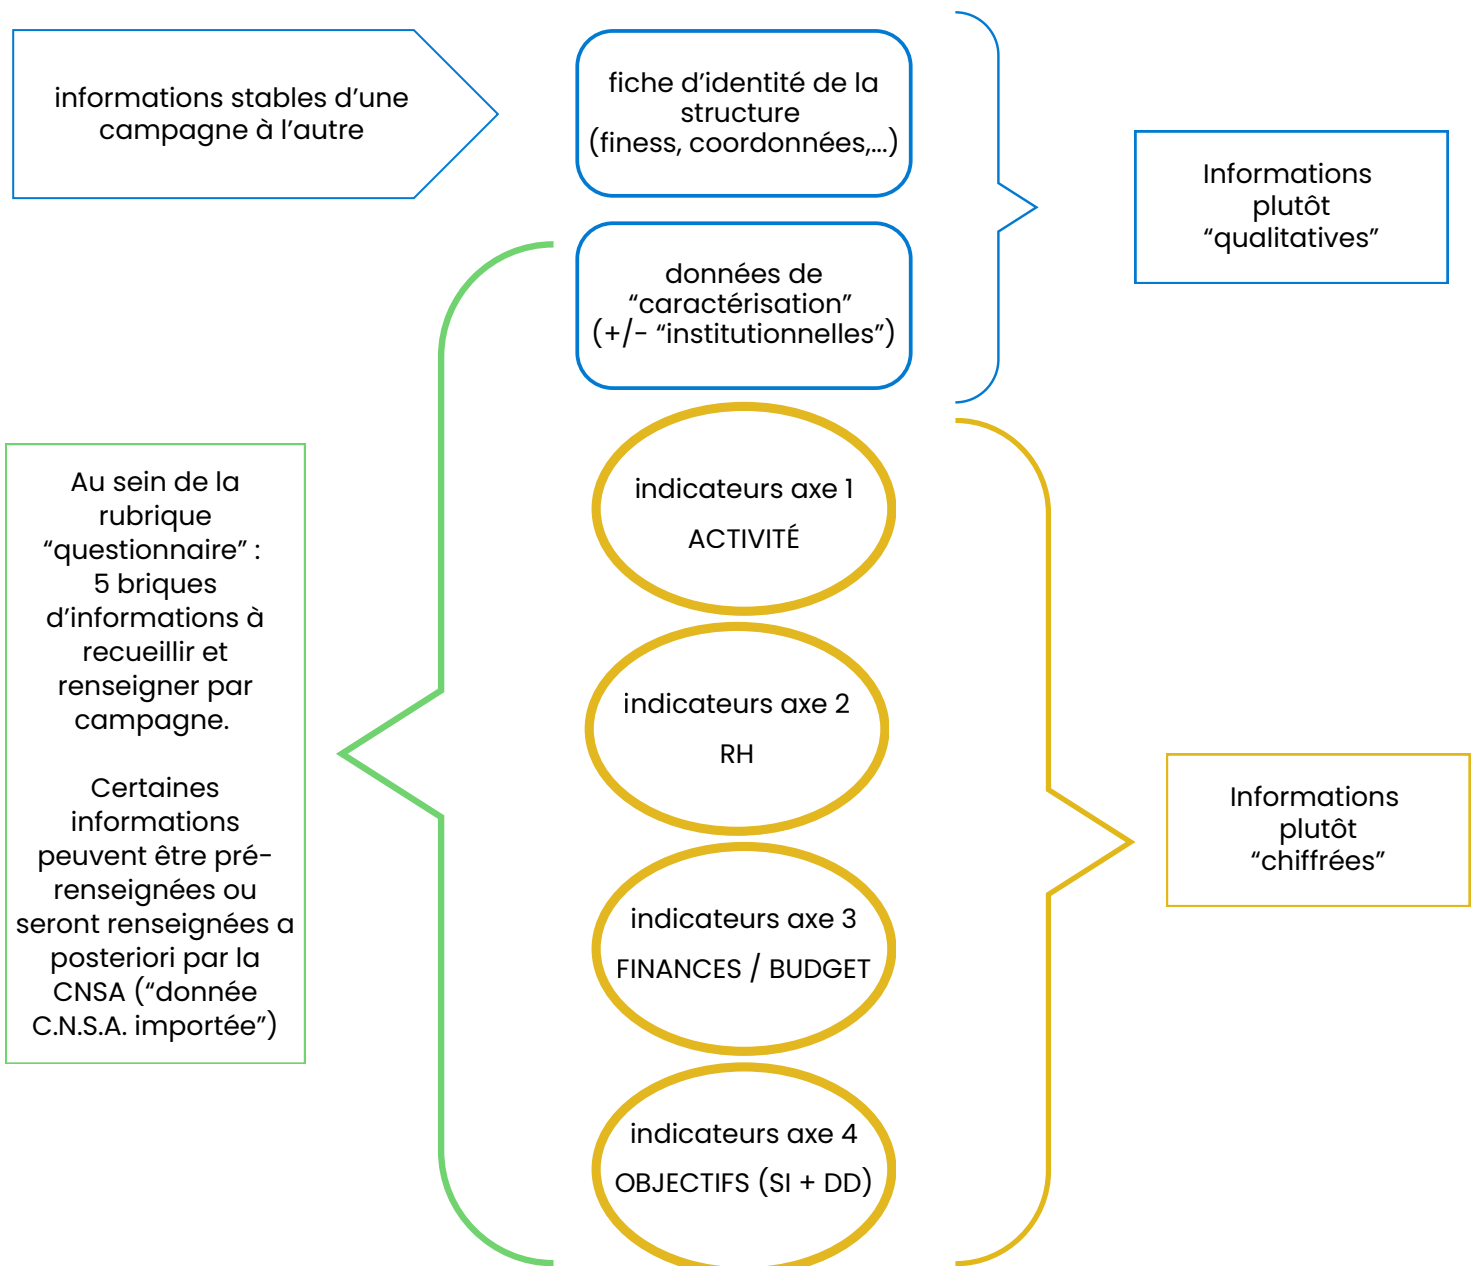 informations stables d’une
campagne à l’autre
fiche d’identité de la
structure
(finess, coordonnées,...)
Informations
plutôt
“qualitatives”
données de
“caractérisation”
(+/- “institutionnelles”)
Au sein de la
rubrique
“questionnaire” :
5 briques
d’informations à
recueillir et
renseigner par
campagne.
Certaines
informations
peuvent être pré-
renseignées ou
seront renseignées a
posteriori par la
CNSA (“donnée
C.N.S.A. importée”)
indicateurs axe 1
ACTIVITÉ
indicateurs axe 2
RH
indicateurs axe 3
FINANCES / BUDGET
indicateurs axe 4
OBJECTIFS (SI + DD)
Informations
plutôt
“chiffrées”